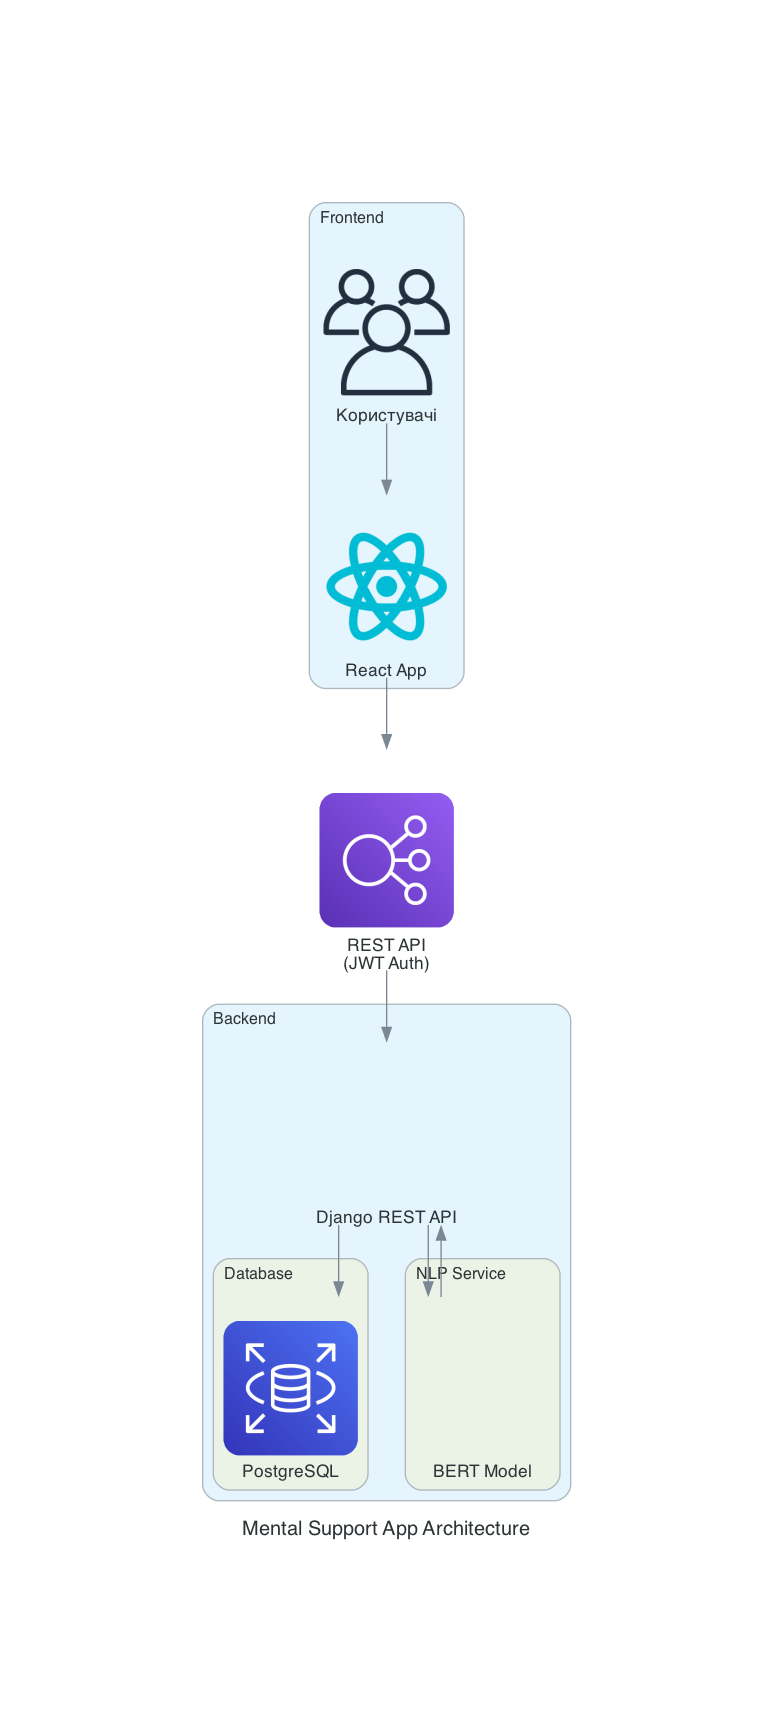 Frontend
Користувачі
React App
REST API
(JWT Auth)
Backend
Django REST API
Database
NLP Service
PostgreSQL
BERT Model
Mental Support App Architecture